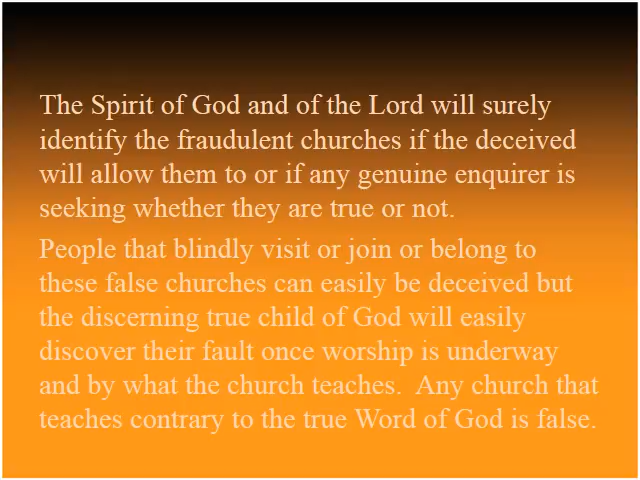 The Spirit of God and of the Lord will surely
identify the fraudulent churches if the deceived
will allow them to or if any genuine enquirer is
seeking whether they are true or not.
People that blindly visit or join or belong to
these false churches can easily be deceived but
the discerning true child of God will easily
discover their fault once worship is underway
and by what the church teaches.  Any church that
teaches contrary to the true Word of God is false.